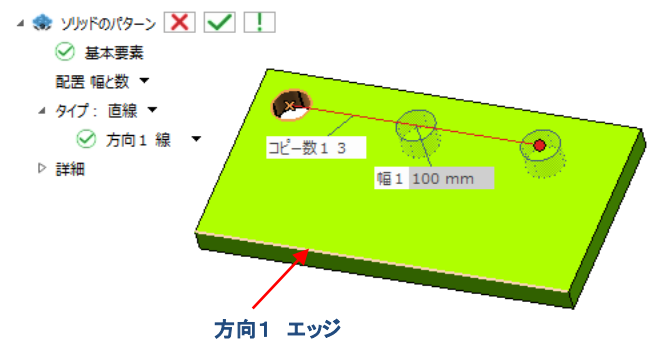 ソリッドのパターン
基本要素
配置 幅と数
タイプ: 直線
方向1 線
詳細
コピー数1 3
幅1 100 mm
方向1 エッジ